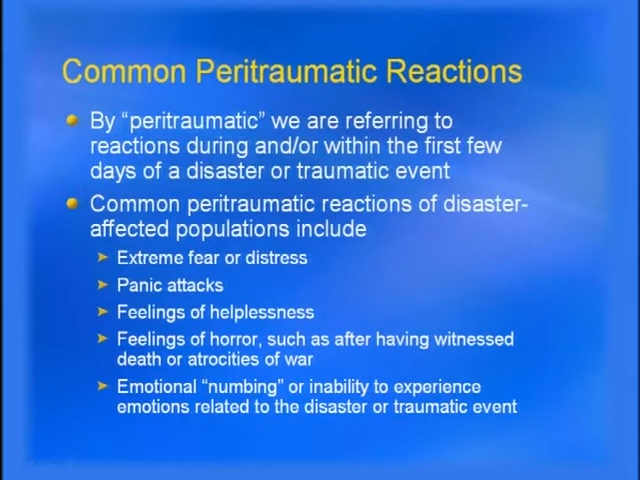 Common Peritraumatic Reactions
By “peritraumatic” we are referring to
reactions during and/or within the first few
days of a disaster or traumatic event
Common peritraumatic reactions of disaster-
affected populations include
Extreme fear or distress
Panic attacks
Feelings of helplessness
Feelings of horror, such as after having witnessed
death or atrocities of war
Emotional “numbing” or inability to experience
emotions related to the disaster or traumatic event